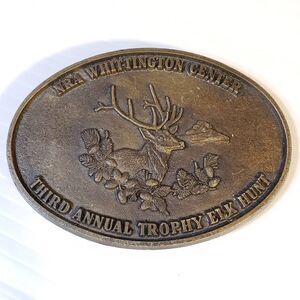 NRA WHITTINGTON CENTER
THIRD ANNUAL TROPHY ELK HUNT